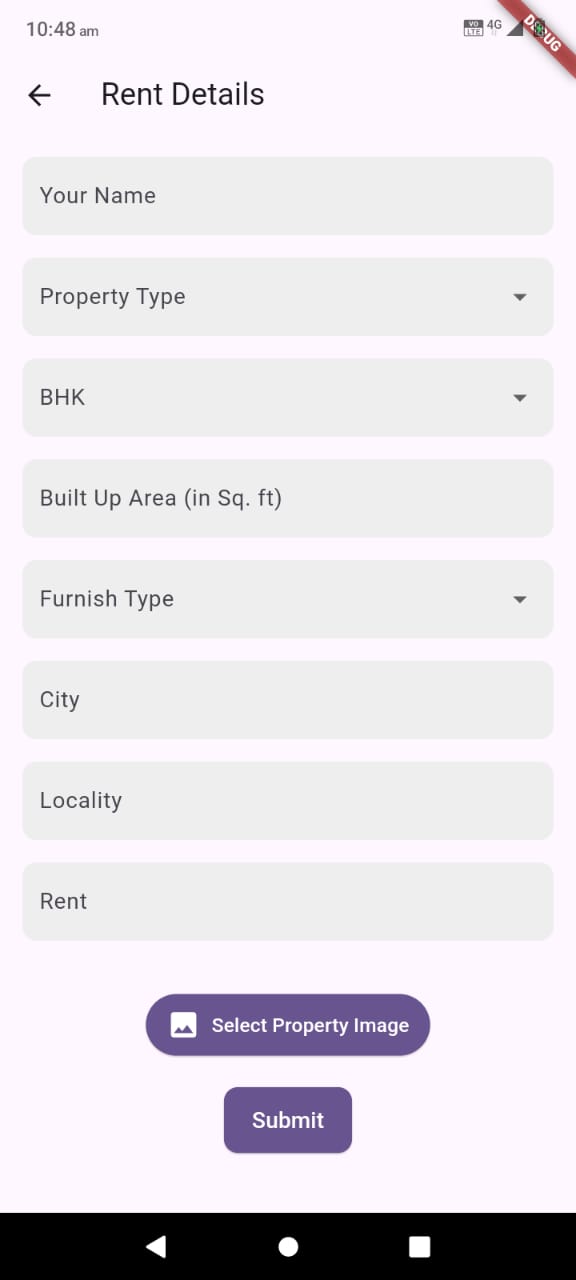 10:48 am
VO LTE 4G
DEBUG
Rent Details
Your Name
Property Type
BHK
Built Up Area (in Sq. ft)
Furnish Type
City
Locality
Rent
Select Property Image
Submit